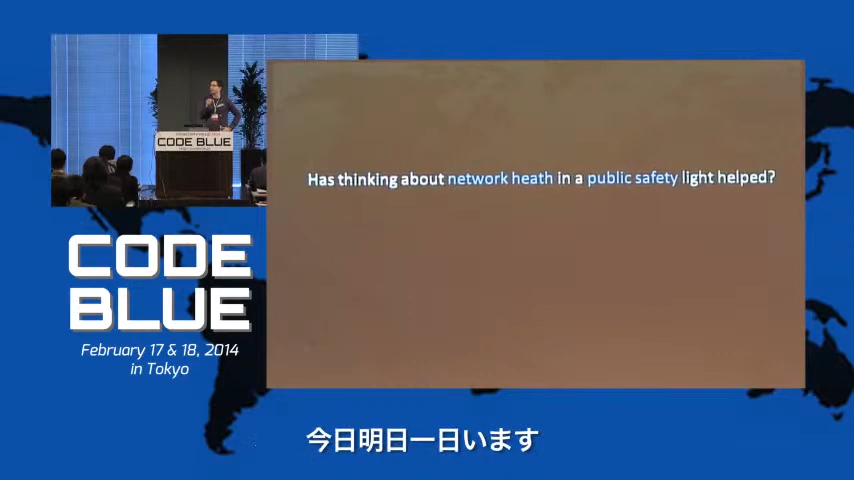 CODE BLUE
Has thinking about network heath in a public safety light helped?
CODE
BLUE
February 17 & 18, 2014
in Tokyo
今日明日一日います